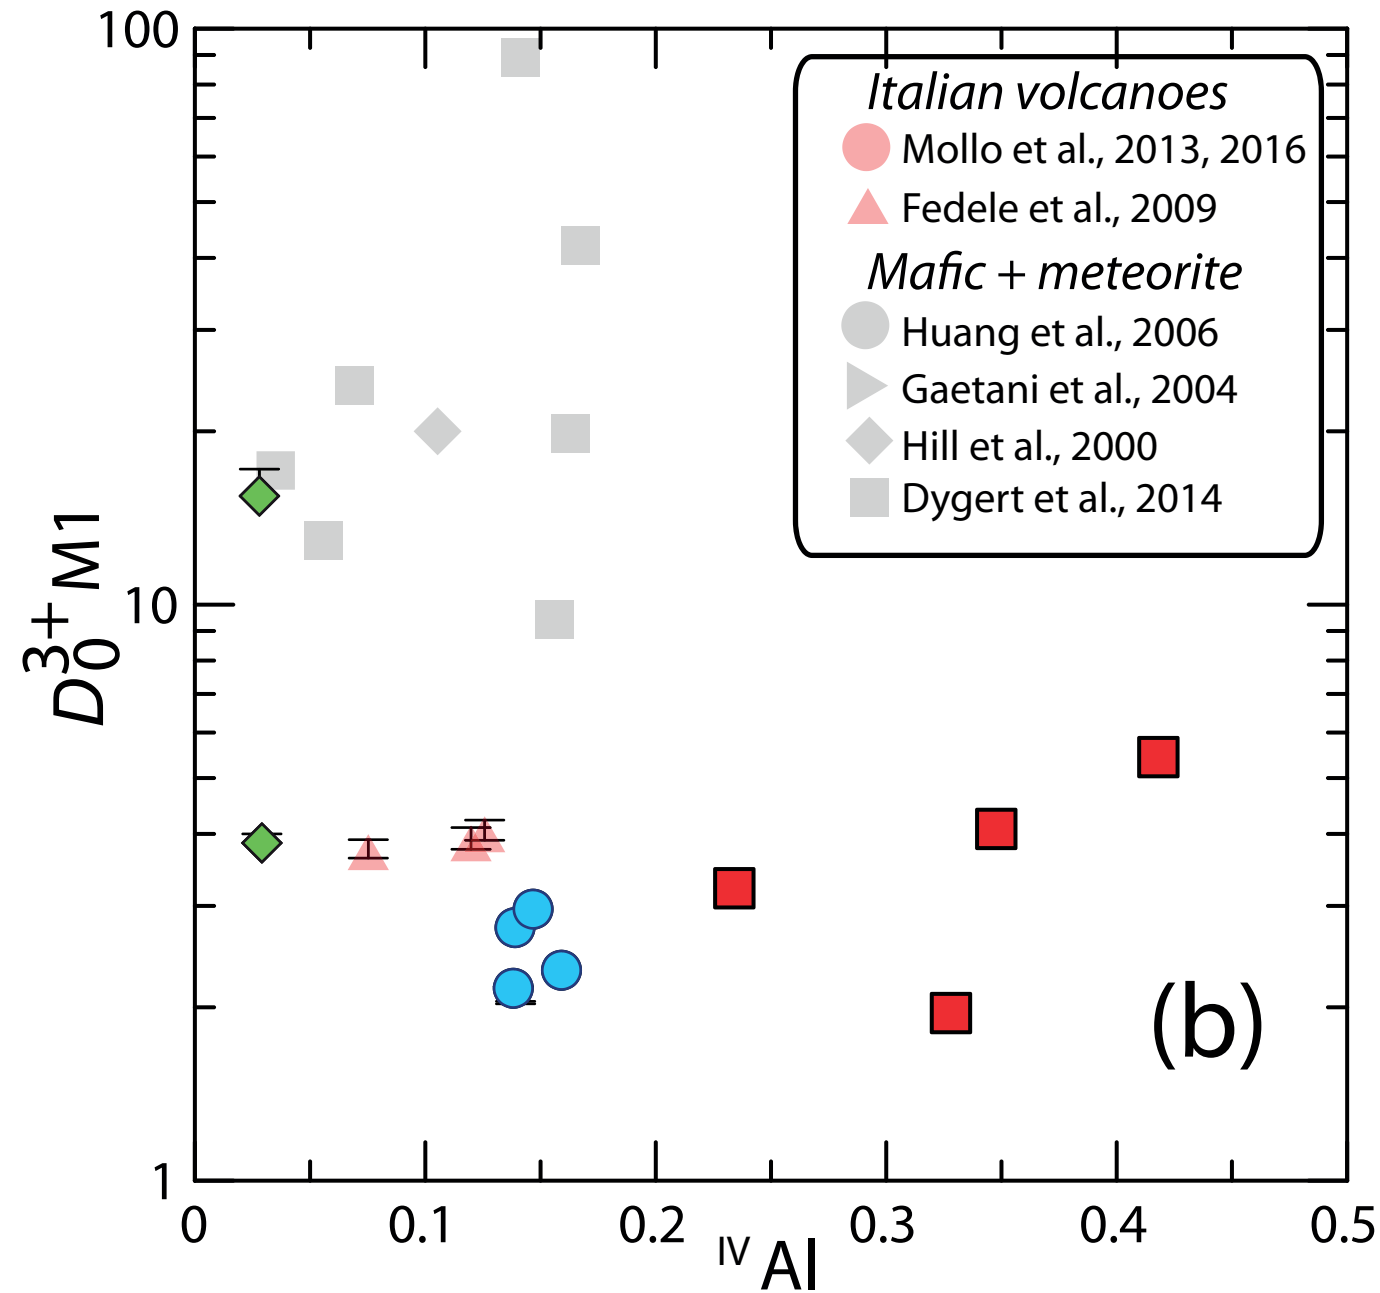 100
10
1
D₀³⁺ M1
Italian volcanoes
Mollo et al., 2013, 2016
Fedele et al., 2009
Mafic + meteorite
Huang et al., 2006
Gaetani et al., 2004
Hill et al., 2000
Dygert et al., 2014
(b)
0 0.1 0.2 0.3 0.4 0.5
IV Al